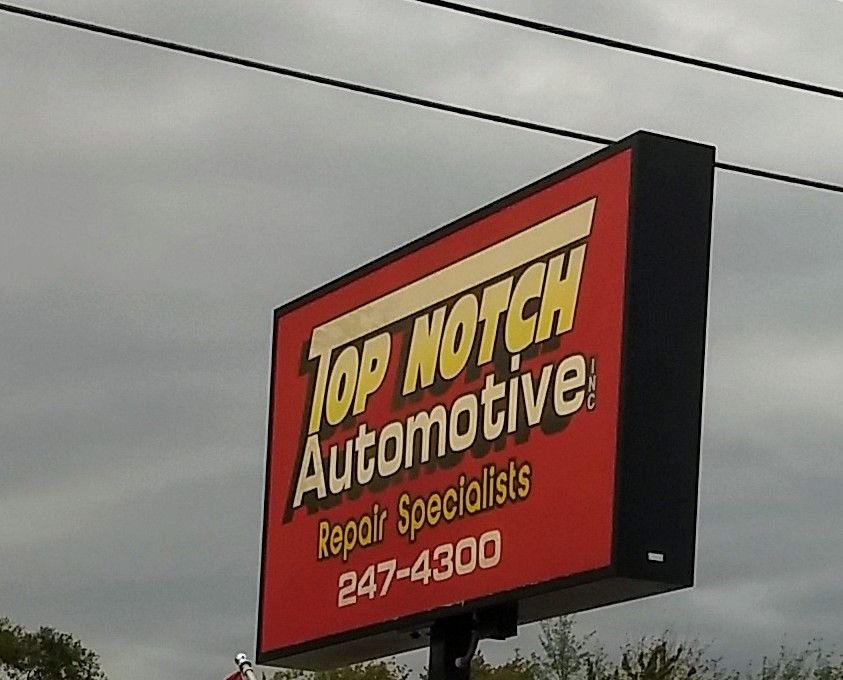 TOP NOTCH
Automotive INC
Repair Specialists
247-4300